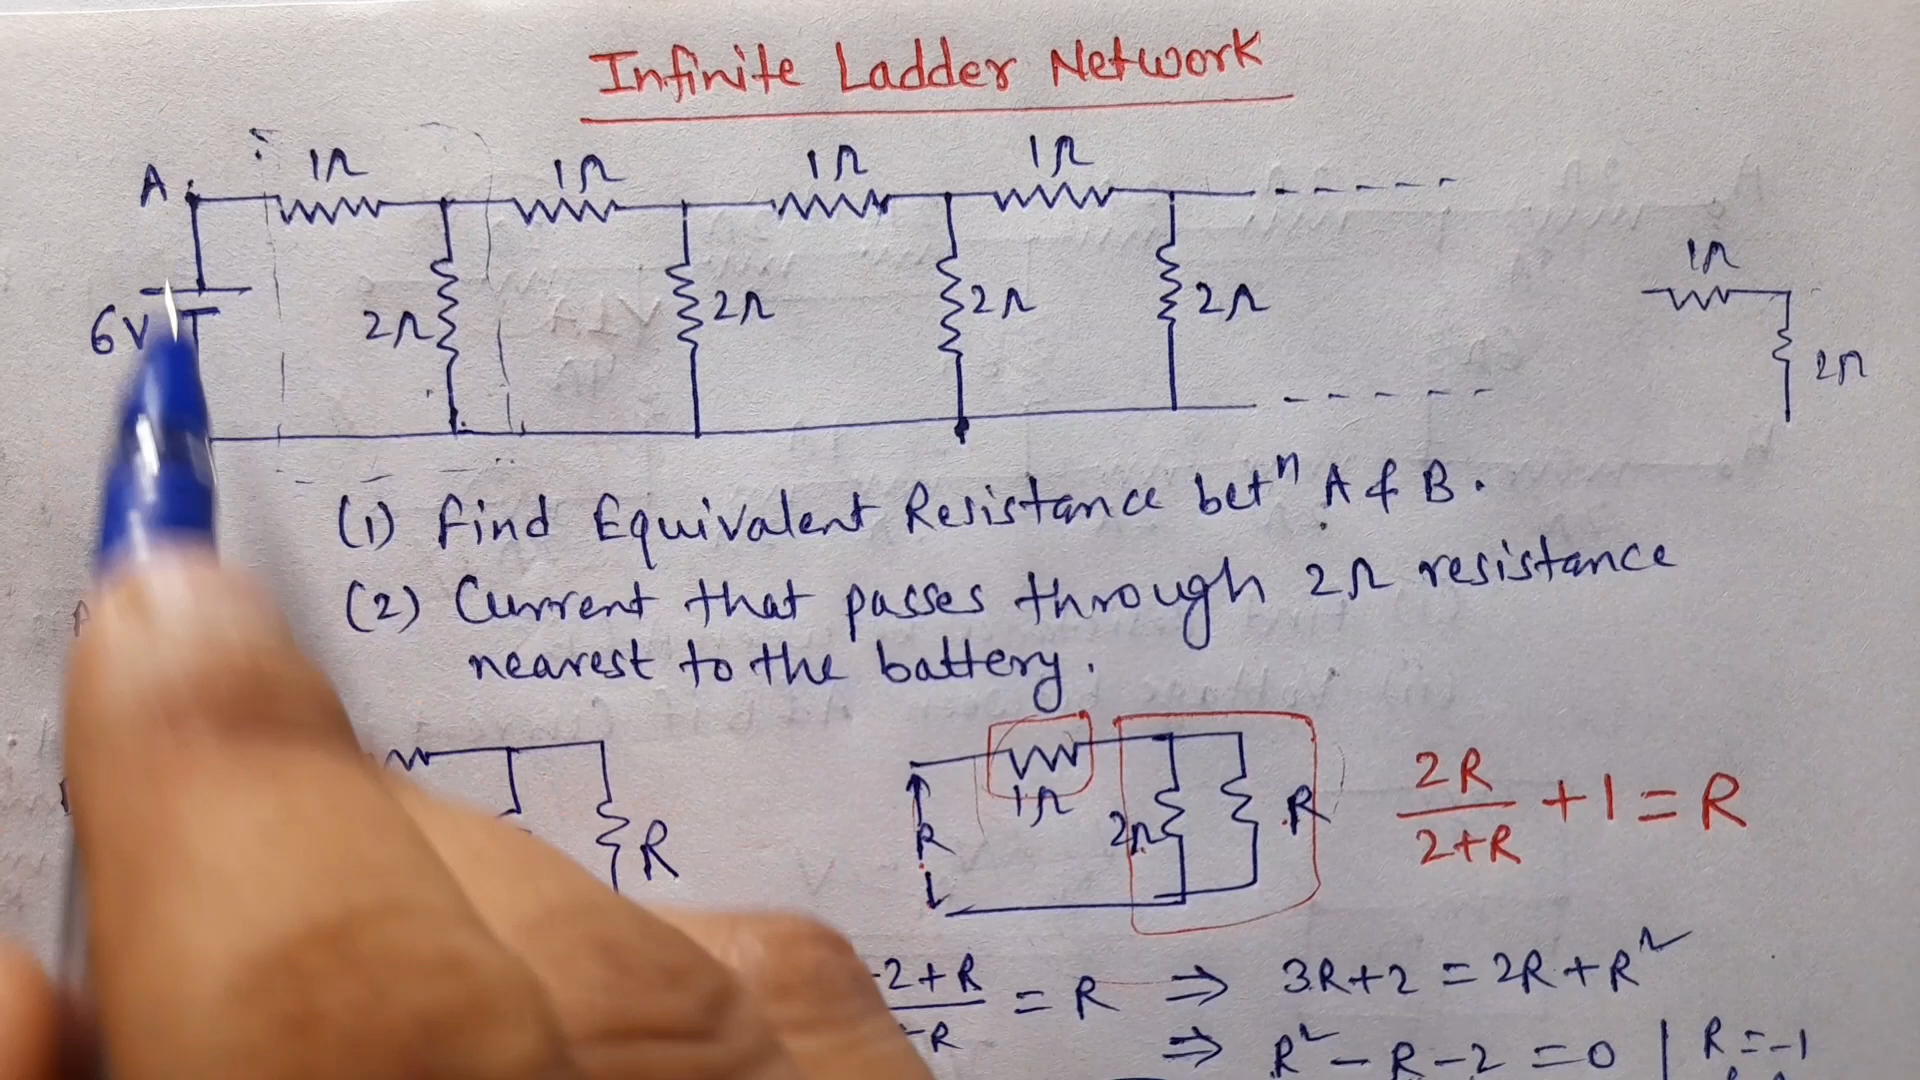 Infinite Ladder Network
A 1Ω 1Ω 1Ω 1Ω
6V 2Ω 2Ω 2Ω 2Ω
1Ω
2Ω
(1) Find Equivalent Resistance betⁿ A & B.
(2) Current that passes through 2Ω resistance
nearest to the battery.
R
R 1Ω 2Ω R
2R/2+R + 1 = R
2+R = R ⇒ 3R+2 = 2R+R²
⇒ R²-R-2 = 0 | R=-1